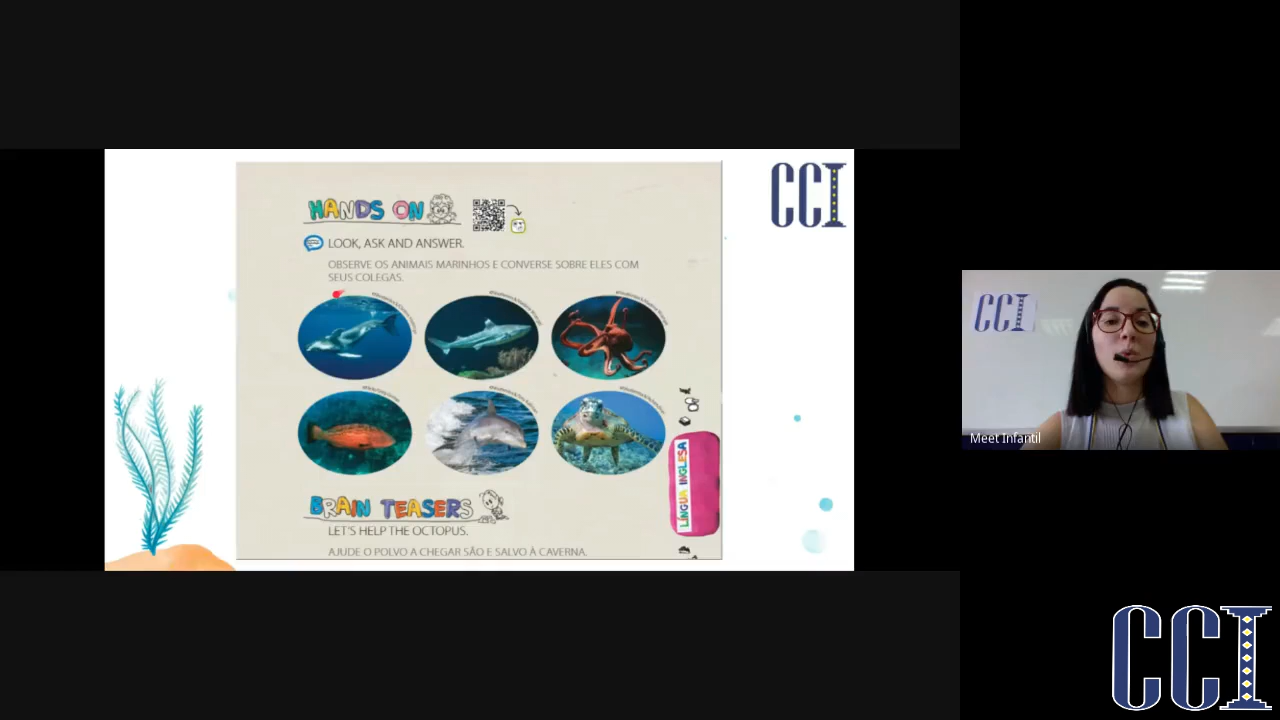 CCI
HANDS ON
LOOK, ASK AND ANSWER.
OBSERVE OS ANIMAIS MARINHOS E CONVERSE SOBRE ELES COM
SEUS COLEGAS.
LÍNGUA INGLESA
BRAIN TEASERS
LET'S HELP THE OCTOPUS.
AJUDE O POLVO A CHEGAR SÃO E SALVO À CAVERNA.
CCI
Meet Infantil
CCI